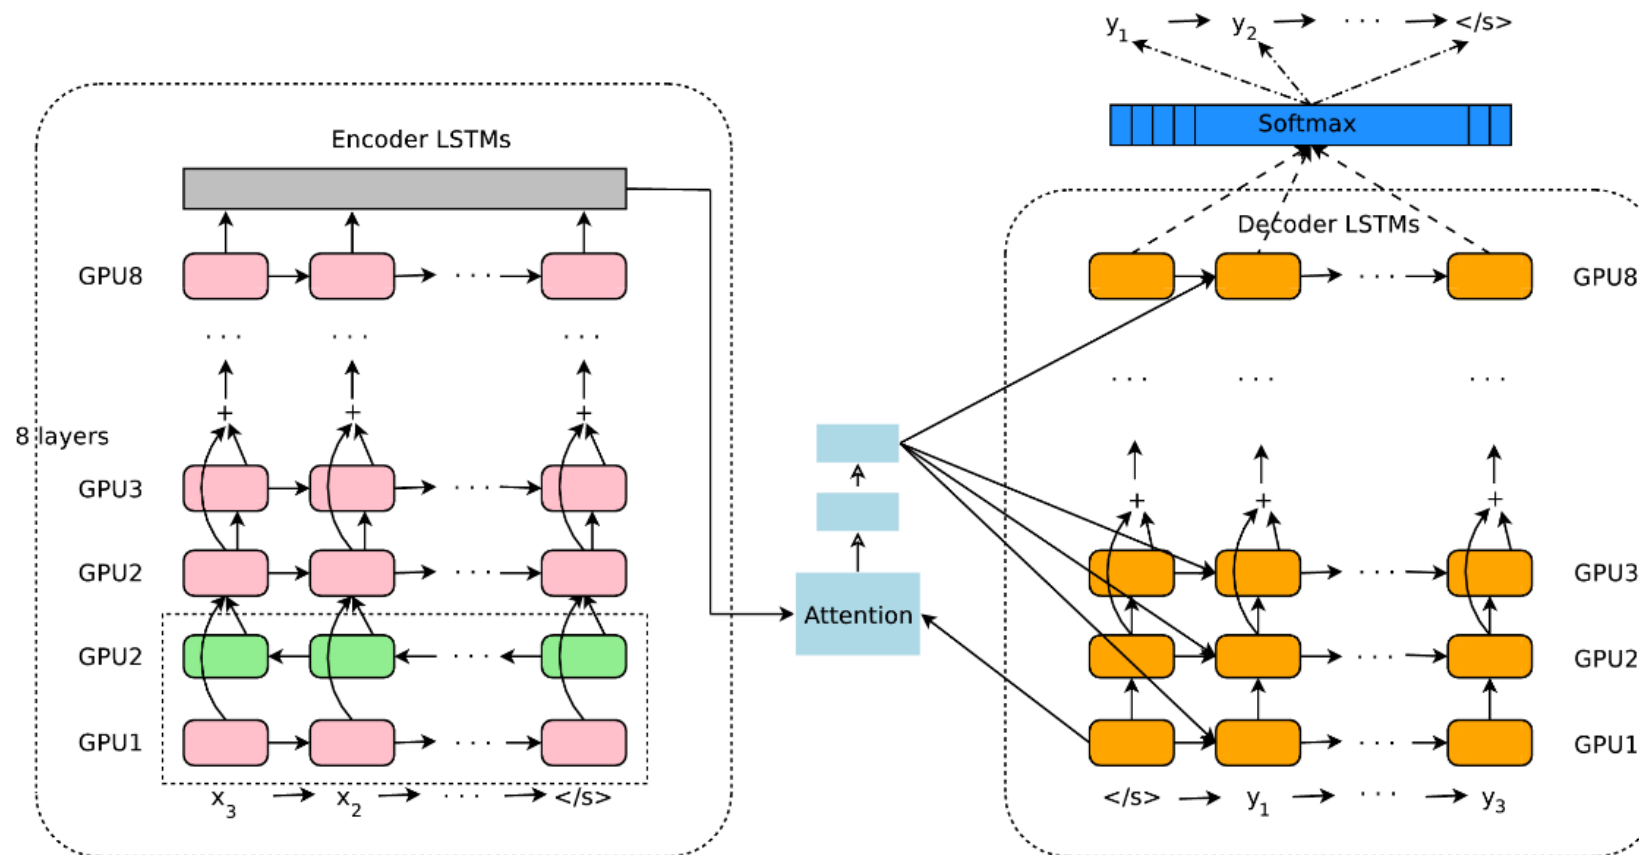 y1 → y2 → ... → </s>
Softmax
Encoder LSTMs
Decoder LSTMs
GPU8 ...
... GPU8
... ... ...
... ... ...
+ + +
8 layers
GPU3 ...
+ + +
GPU2 ...
... GPU3
Attention
GPU2 ...
... GPU2
GPU1 ...
... GPU1
x3 → x2 → ... → </s>
</s> → y1 → ... → y3